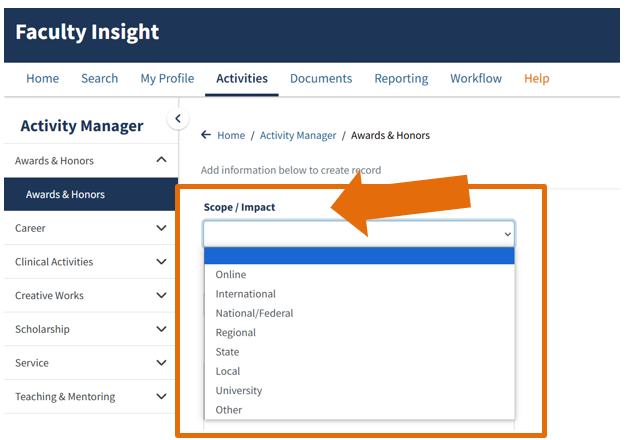 Faculty Insight
Home Search My Profile Activities Documents Reporting Workflow Help
Activity Manager
Awards & Honors
Awards & Honors
Career
Clinical Activities
Creative Works
Scholarship
Service
Teaching & Mentoring
Home / Activity Manager / Awards & Honors
Add information below to create record
Scope / Impact
Online
International
National/Federal
Regional
State
Local
University
Other